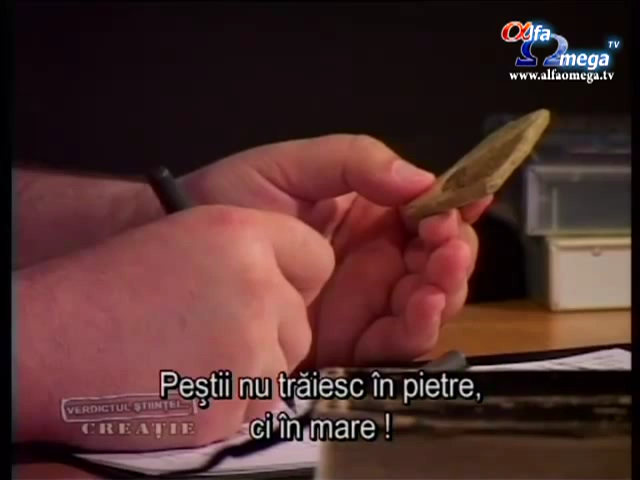 alfa
Omega TV
www.alfaomega.tv
Peştii nu trăiesc în pietre,
ci în mare !
VERDICTUL ŞTIINŢEI
CREAŢIE